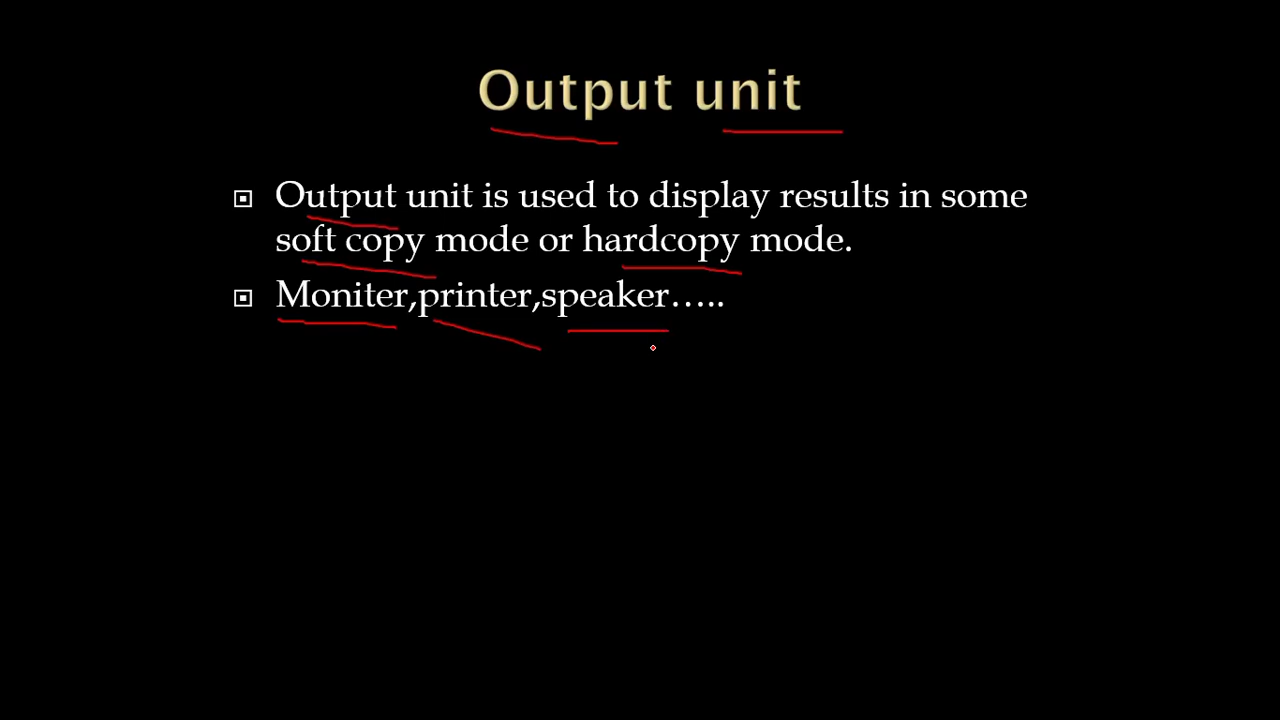 Output unit
Output unit is used to display results in some
soft copy mode or hardcopy mode.
Moniter,printer,speaker…..